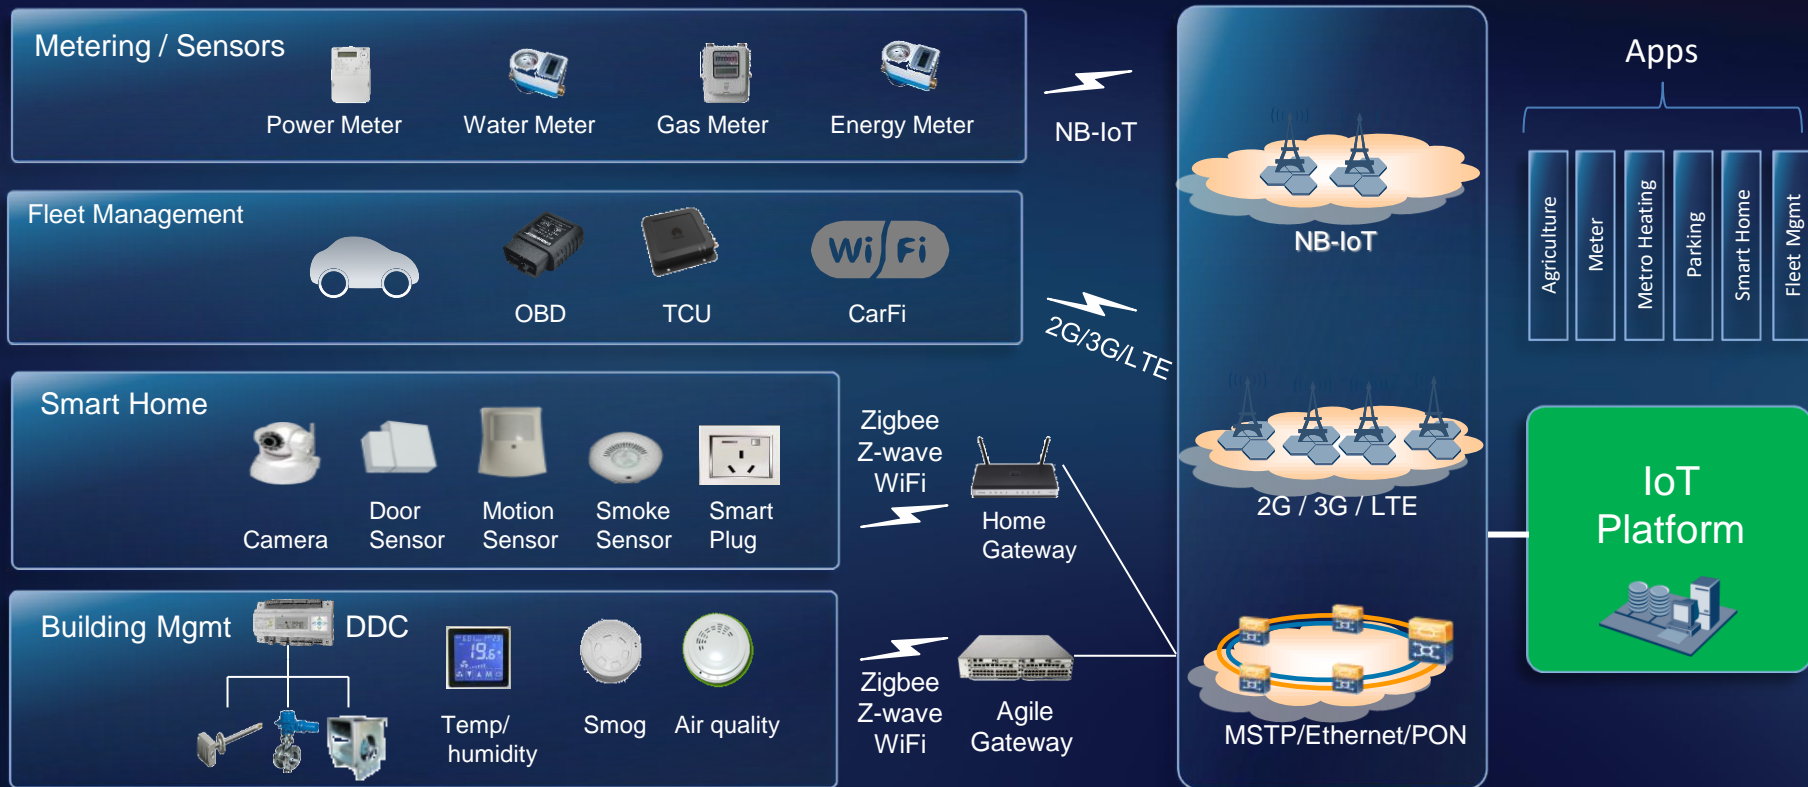 Metering / Sensors
Power Meter
Water Meter
Gas Meter
Energy Meter
NB-IoT
Fleet Management
OBD
TCU
Wi Fi
CarFi
2G/3G/LTE
Smart Home
Camera
Door
Sensor
Motion
Sensor
Smoke
Sensor
Smart
Plug
Zigbee
Z-wave
WiFi
Home
Gateway
Building Mgmt
DDC
19.6
Temp/
humidity
Smog
Air quality
Zigbee
Z-wave
WiFi
Agile
Gateway
NB-IoT
2G / 3G / LTE
MSTP/Ethernet/PON
Apps
Agriculture
Meter
Metro Heating
Parking
Smart Home
Fleet Mgmt
IoT
Platform